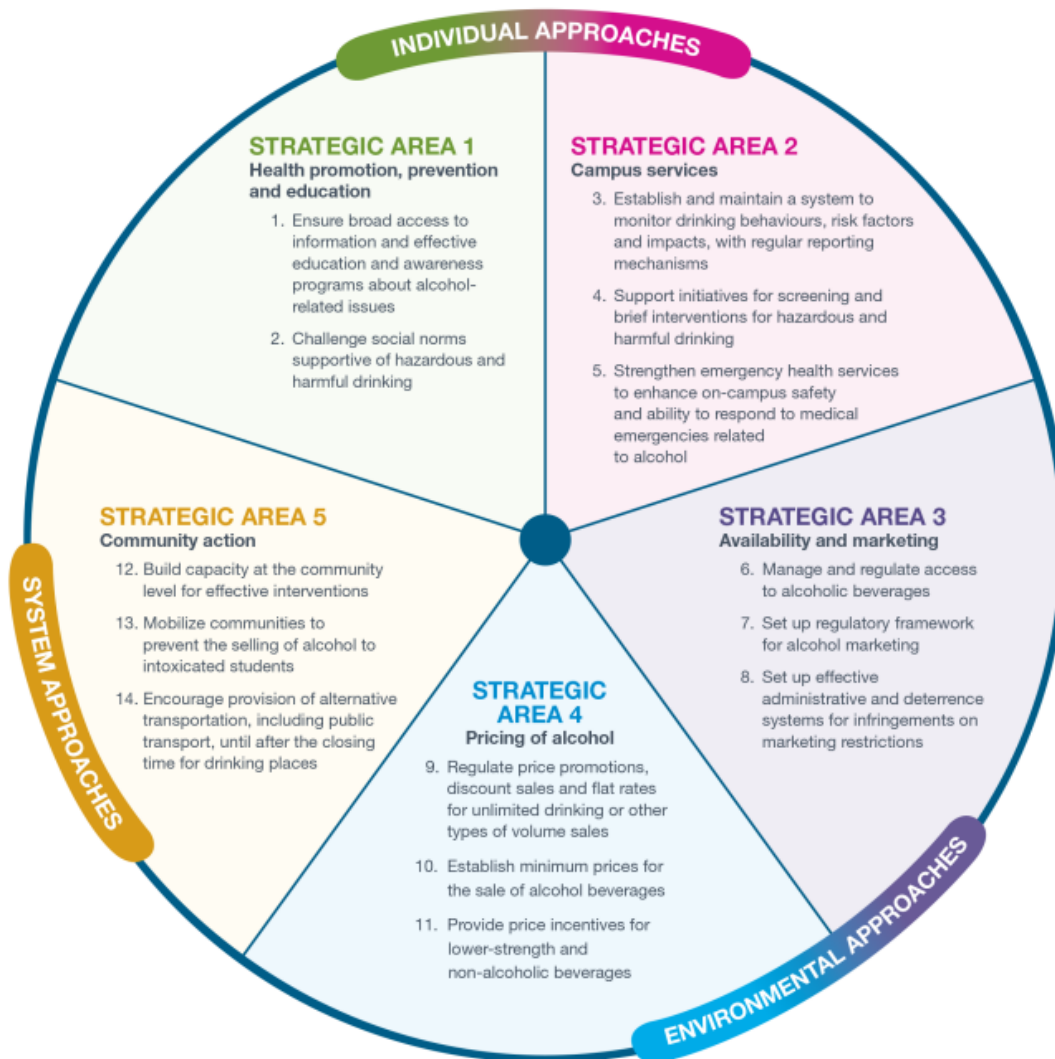 INDIVIDUAL APPROACHES
STRATEGIC AREA 1
Health promotion, prevention
and education
1. Ensure broad access to
information and effective
education and awareness
programs about alcohol-
related issues
2. Challenge social norms
supportive of hazardous and
harmful drinking
STRATEGIC AREA 2
Campus services
3. Establish and maintain a system to
monitor drinking behaviours, risk factors
and impacts, with regular reporting
mechanisms
4. Support initiatives for screening and
brief interventions for hazardous and
harmful drinking
5. Strengthen emergency health services
to enhance on-campus safety
and ability to respond to medical
emergencies related
to alcohol
STRATEGIC AREA 3
Availability and marketing
6. Manage and regulate access
to alcoholic beverages
7. Set up regulatory framework
for alcohol marketing
8. Set up effective
administrative and deterrence
systems for infringements on
marketing restrictions
ENVIRONMENTAL APPROACHES
STRATEGIC
AREA 4
Pricing of alcohol
9. Regulate price promotions,
discount sales and flat rates
for unlimited drinking or other
types of volume sales
10. Establish minimum prices for
the sale of alcohol beverages
11. Provide price incentives for
lower-strength and
non-alcoholic beverages
STRATEGIC AREA 5
Community action
12. Build capacity at the community
level for effective interventions
13. Mobilize communities to
prevent the selling of alcohol to
intoxicated students
14. Encourage provision of alternative
transportation, including public
transport, until after the closing
time for drinking places
SYSTEM APPROACHES